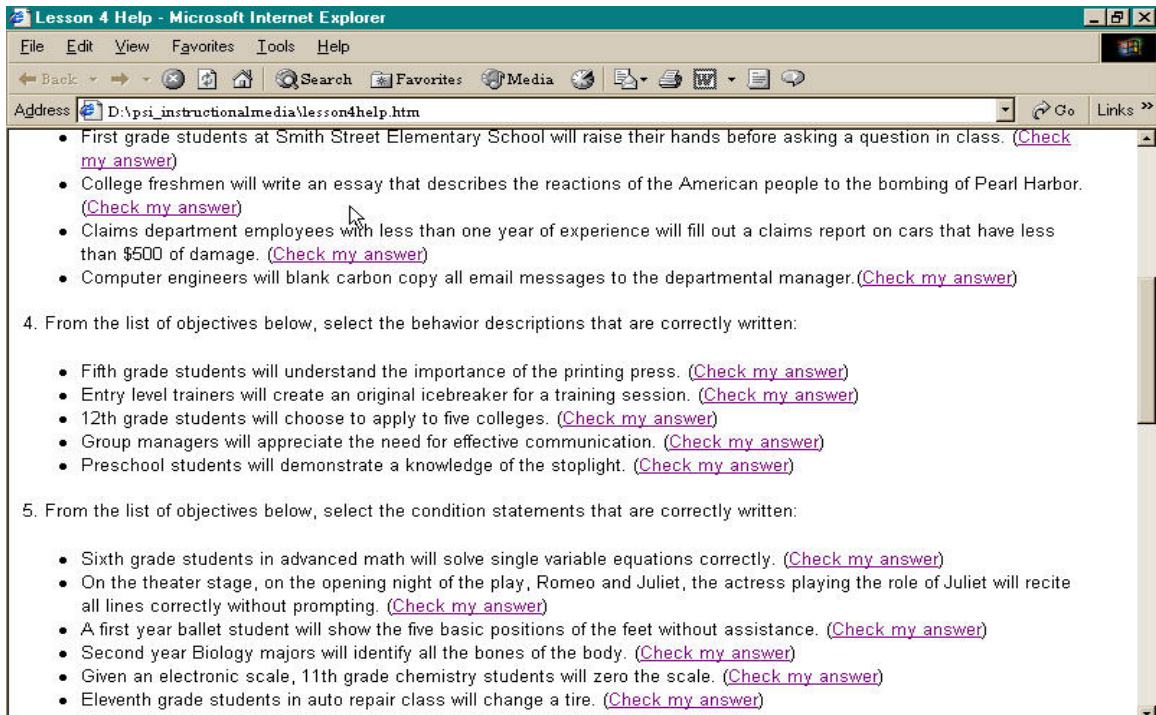 Lesson 4 Help - Microsoft Internet Explorer
File Edit View Favorites Tools Help
Back Search Favorites Media
Address D:\psi_instructionalmedia\lesson4help.htm Go Links »
• First grade students at Smith Street Elementary School will raise their hands before asking a question in class. (Check
my answer)
• College freshmen will write an essay that describes the reactions of the American people to the bombing of Pearl Harbor.
(Check my answer)
• Claims department employees with less than one year of experience will fill out a claims report on cars that have less
than $500 of damage. (Check my answer)
• Computer engineers will blank carbon copy all email messages to the departmental manager.(Check my answer)
4. From the list of objectives below, select the behavior descriptions that are correctly written:
• Fifth grade students will understand the importance of the printing press. (Check my answer)
• Entry level trainers will create an original icebreaker for a training session. (Check my answer)
• 12th grade students will choose to apply to five colleges. (Check my answer)
• Group managers will appreciate the need for effective communication. (Check my answer)
• Preschool students will demonstrate a knowledge of the stoplight. (Check my answer)
5. From the list of objectives below, select the condition statements that are correctly written:
• Sixth grade students in advanced math will solve single variable equations correctly. (Check my answer)
• On the theater stage, on the opening night of the play, Romeo and Juliet, the actress playing the role of Juliet will recite
all lines correctly without prompting. (Check my answer)
• A first year ballet student will show the five basic positions of the feet without assistance. (Check my answer)
• Second year Biology majors will identify all the bones of the body. (Check my answer)
• Given an electronic scale, 11th grade chemistry students will zero the scale. (Check my answer)
• Eleventh grade students in auto repair class will change a tire. (Check my answer)